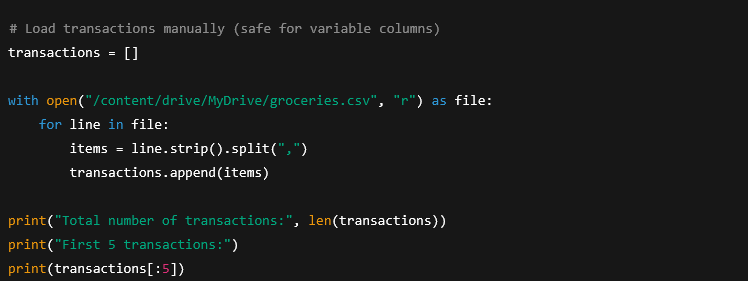 # Load transactions manually (safe for variable columns)
transactions = []
with open("/content/drive/MyDrive/groceries.csv", "r") as file:
    for line in file:
        items = line.strip().split(",")
        transactions.append(items)
print("Total number of transactions:", len(transactions))
print("First 5 transactions:")
print(transactions[:5])